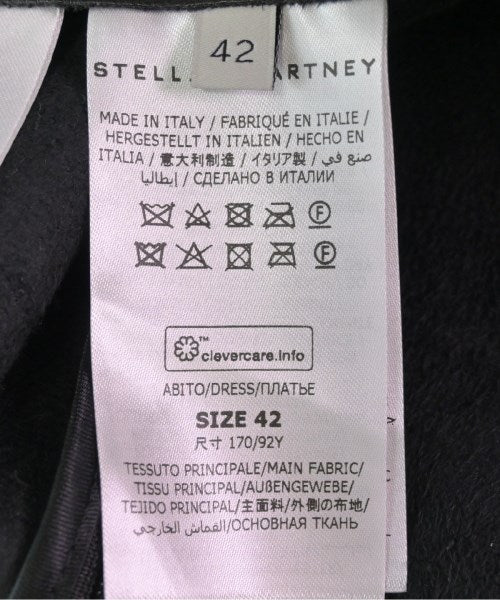 42
STELL ARTNEY
MADE IN ITALY / FABRIQUÉ EN ITALIE /
HERGESTELLT IN ITALIEN / HECHO EN
ITALIA / 意大利制造 / イタリア製 / صنع في
إيطاليا / СДЕЛАНО В ИТАЛИИ
F
F
™
clevercare.info
ABITO/DRESS/ПЛАТЬЕ
SIZE 42
尺寸 170/92Y
TESSUTO PRINCIPALE/MAIN FABRIC/
TISSU PRINCIPAL/AUßENGEWEBE/
TEJIDO PRINCIPAL/主面料/外側の布地/
القماش الخارجي/ОСНОВНАЯ ТКАНЬ